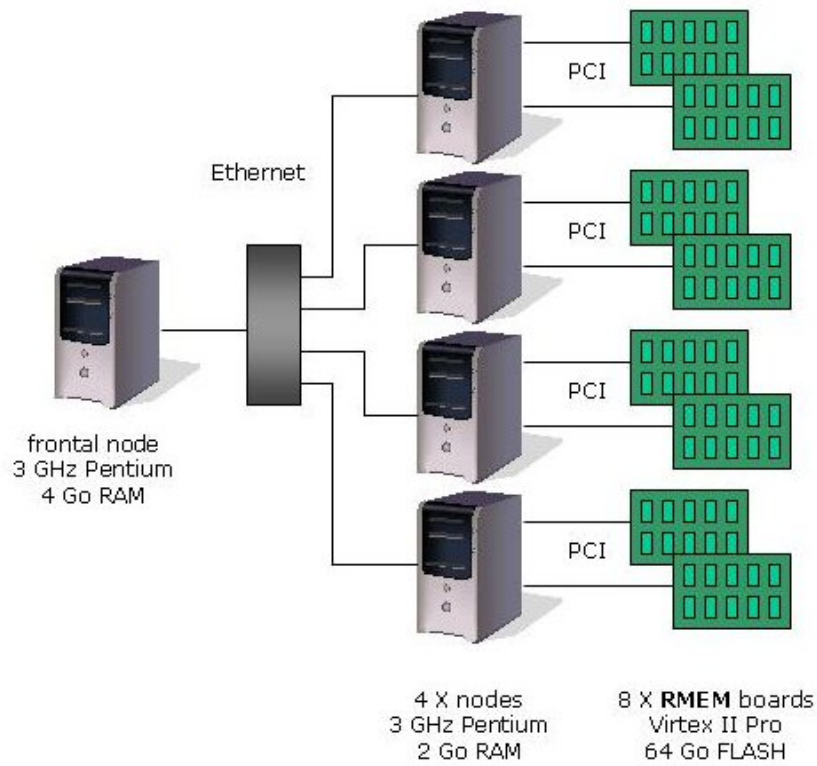 PCI
Ethernet
PCI
frontal node
3 GHz Pentium
4 Go RAM
PCI
PCI
4 X nodes
3 GHz Pentium
2 Go RAM
8 X RMEM boards
Virtex II Pro
64 Go FLASH